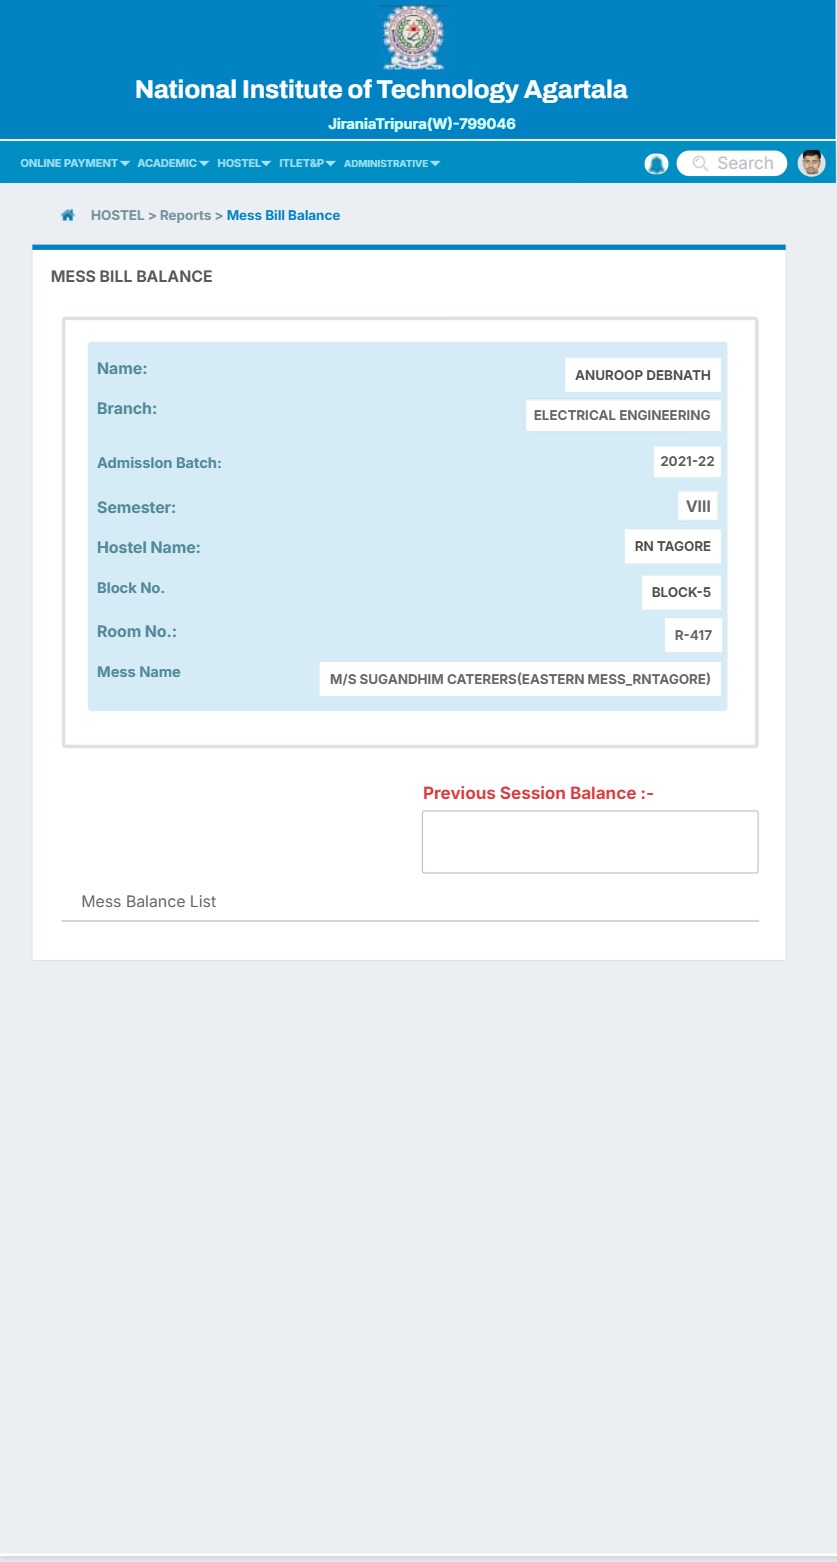 National Institute of Technology Agartala
JiraniaTripura(W)-799046
ONLINE PAYMENT ACADEMIC HOSTEL ITLET&P ADMINISTRATIVE Search
HOSTEL > Reports > Mess Bill Balance
MESS BILL BALANCE
Name: ANUROOP DEBNATH
Branch: ELECTRICAL ENGINEERING
Admisslon Batch: 2021-22
Semester: VIII
Hostel Name: RN TAGORE
Block No. BLOCK-5
Room No.: R-417
Mess Name M/S SUGANDHIM CATERERS(EASTERN MESS_RNTAGORE)
Previous Session Balance :-
Mess Balance List